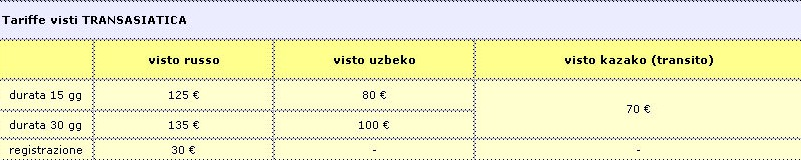 Tariffe visti TRANSASIATICA
visto russo visto uzbeko visto kazako (transito)
durata 15 gg 125 € 80 € 70 €
durata 30 gg 135 € 100 €
registrazione 30 € - -